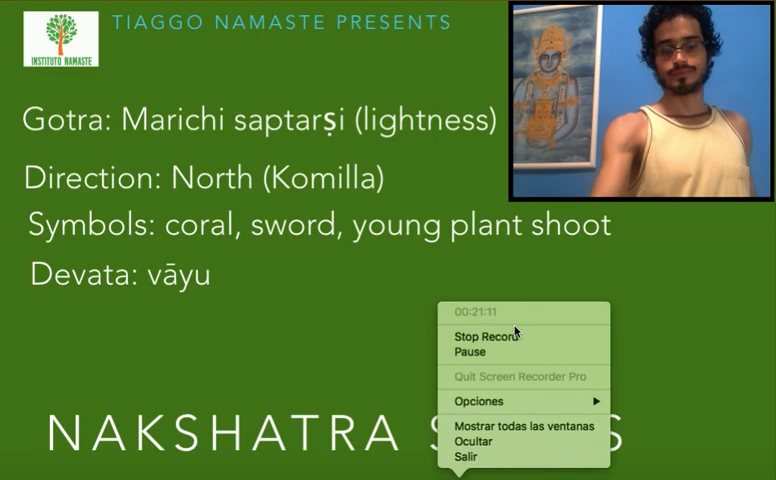 TIAGGO NAMASTE PRESENTS
INSTITUTO NAMASTE
Gotra: Marichi saptarṣi (lightness)
Direction: North (Komilla)
Symbols: coral, sword, young plant shoot
Devata: vāyu
00:21:11
Stop Record
Pause
Quit Screen Recorder Pro
Opciones
Mostrar todas las ventanas
Ocultar
Salir
NAKSHATRA